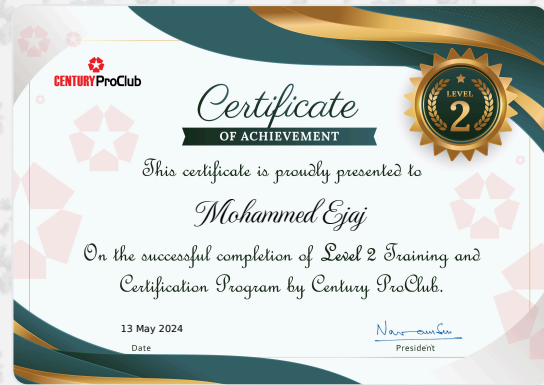 CENTURY ProClub
LEVEL
2
Certificate
OF ACHIEVEMENT
This certificate is proudly presented to
Mohammed Ejaj
On the successful completion of Level 2 Training and
Certification Program by Century ProClub.
13 May 2024
Date
President